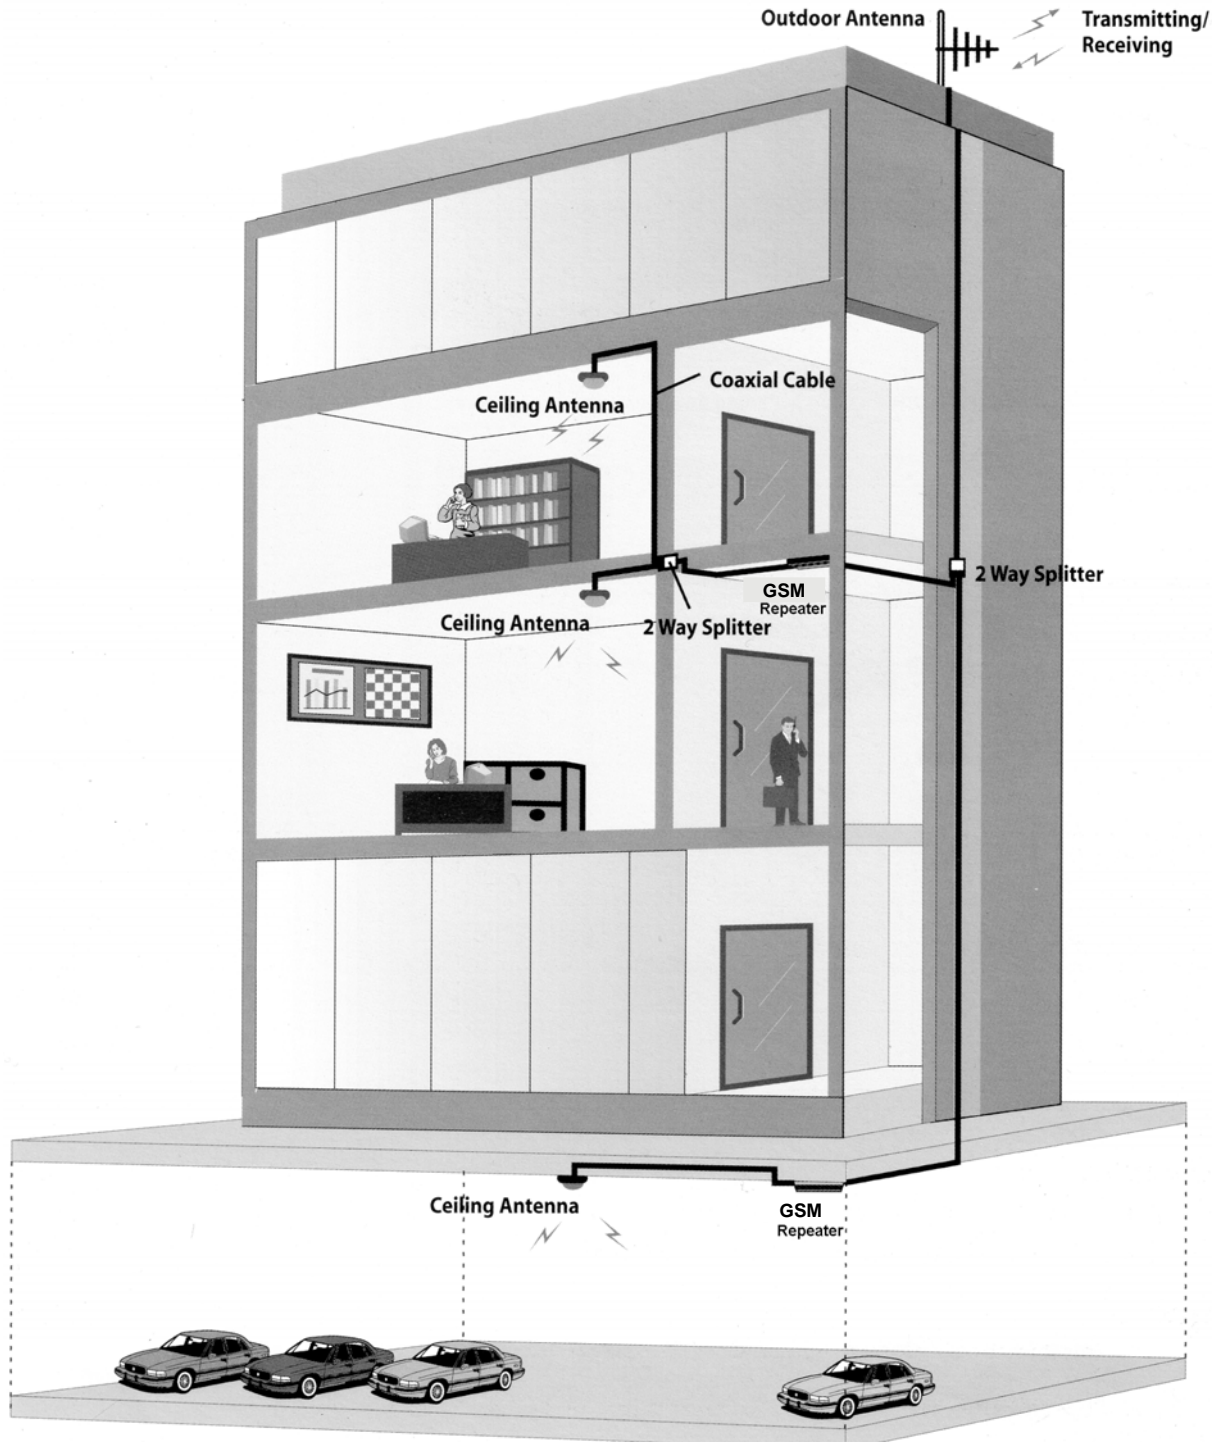 Outdoor Antenna
Transmitting/
Receiving
Coaxial Cable
Ceiling Antenna
2 Way Splitter
GSM
Repeater
Ceiling Antenna
2 Way Splitter
Ceiling Antenna
GSM
Repeater